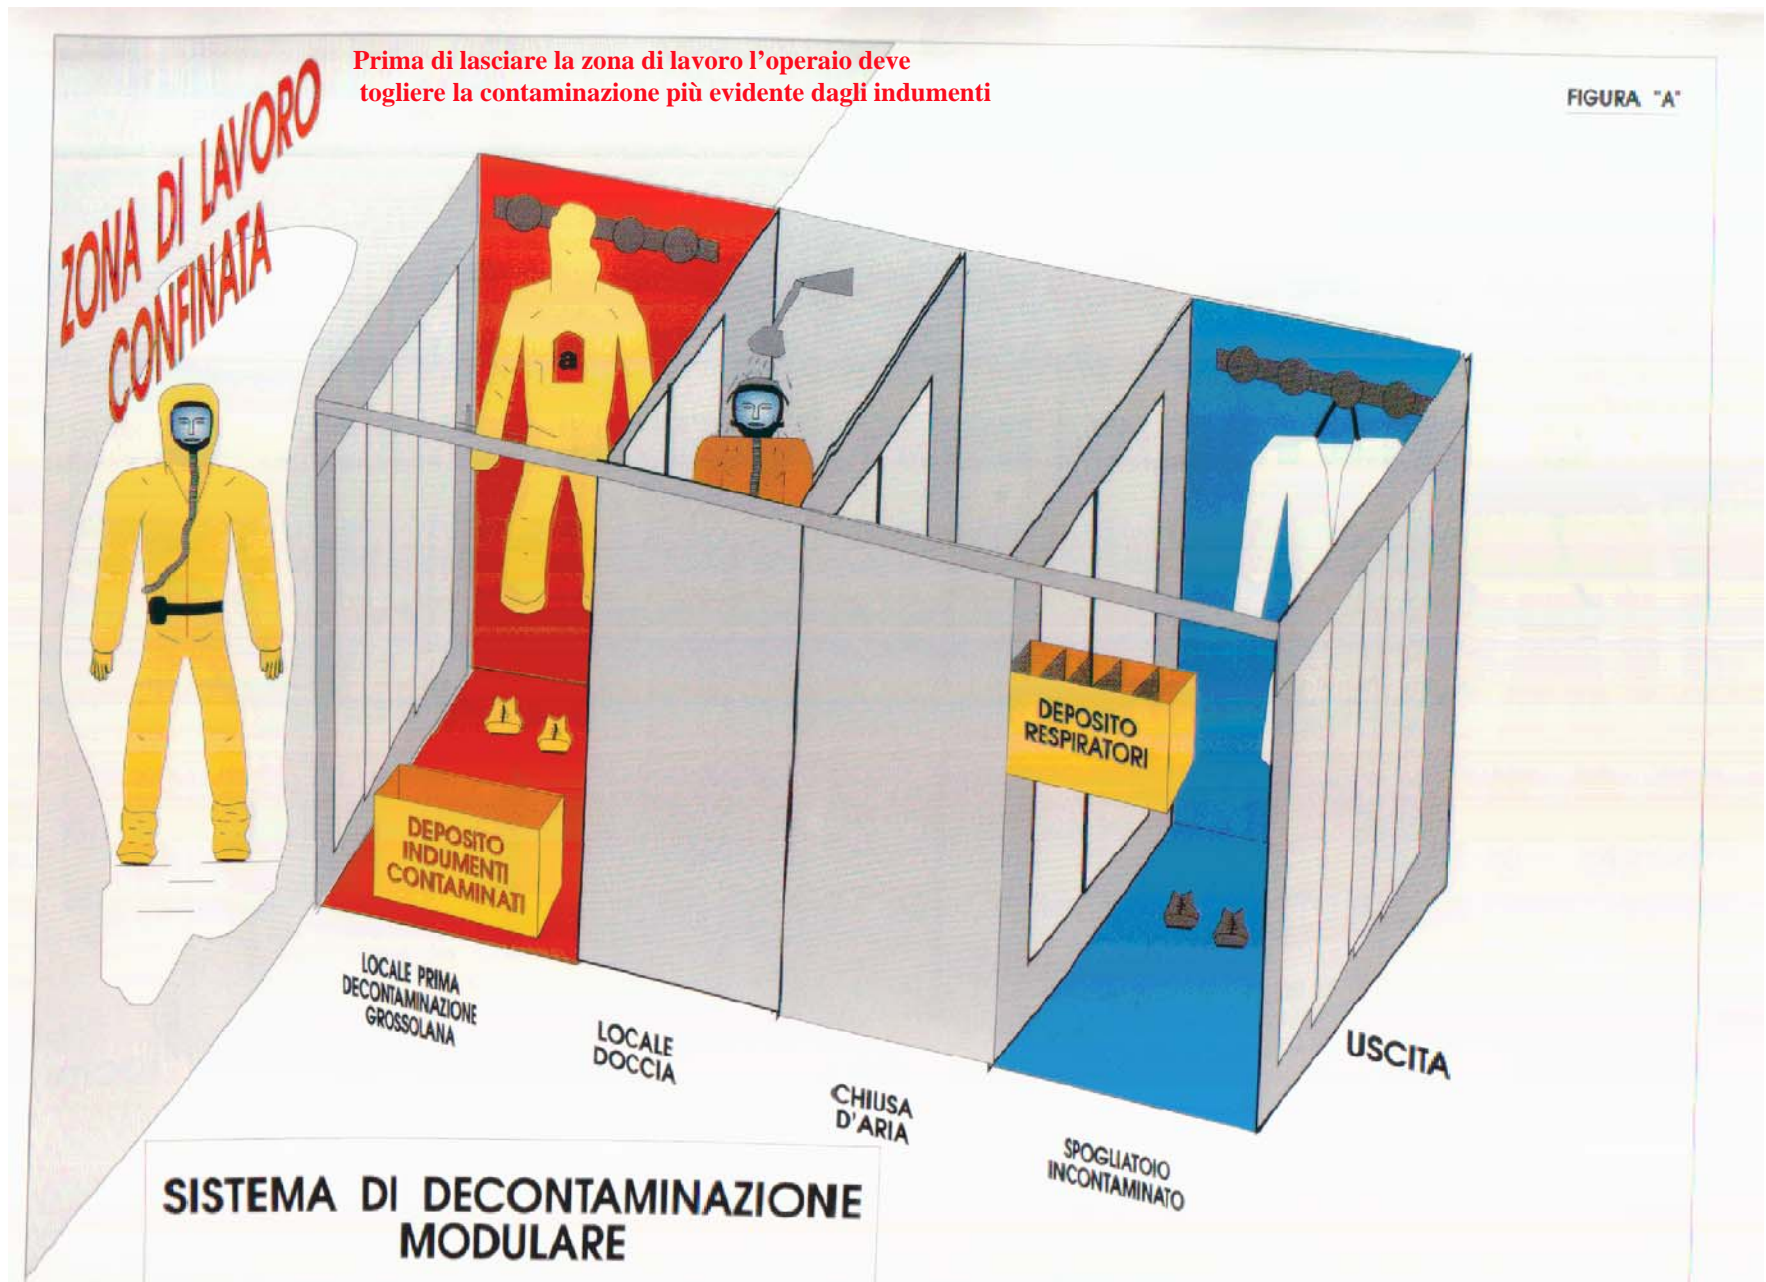 Prima di lasciare la zona di lavoro l’operaio deve
togliere la contaminazione più evidente dagli indumenti
FIGURA "A"
ZONA DI LAVORO
CONFINATA
a
DEPOSITO
RESPIRATORI
DEPOSITO
INDUMENTI
CONTAMINATI
LOCALE PRIMA
DECONTAMINAZIONE
GROSSOLANA
LOCALE
DOCCIA
CHIUSA
D'ARIA
SPOGLIATOIO
INCONTAMINATO
USCITA
SISTEMA DI DECONTAMINAZIONE
MODULARE